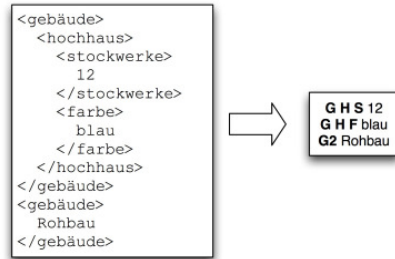 <gebäude>
<hochhaus>
<stockwerke>
12
</stockwerke>
<farbe>
blau
</farbe>
</hochhaus>
</gebäude>
<gebäude>
Rohbau
</gebäude>
G H S 12
G H F blau
G2 Rohbau